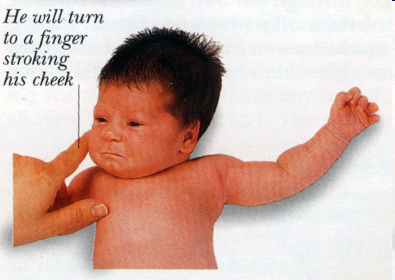 He will turn
to a finger
stroking
his cheek